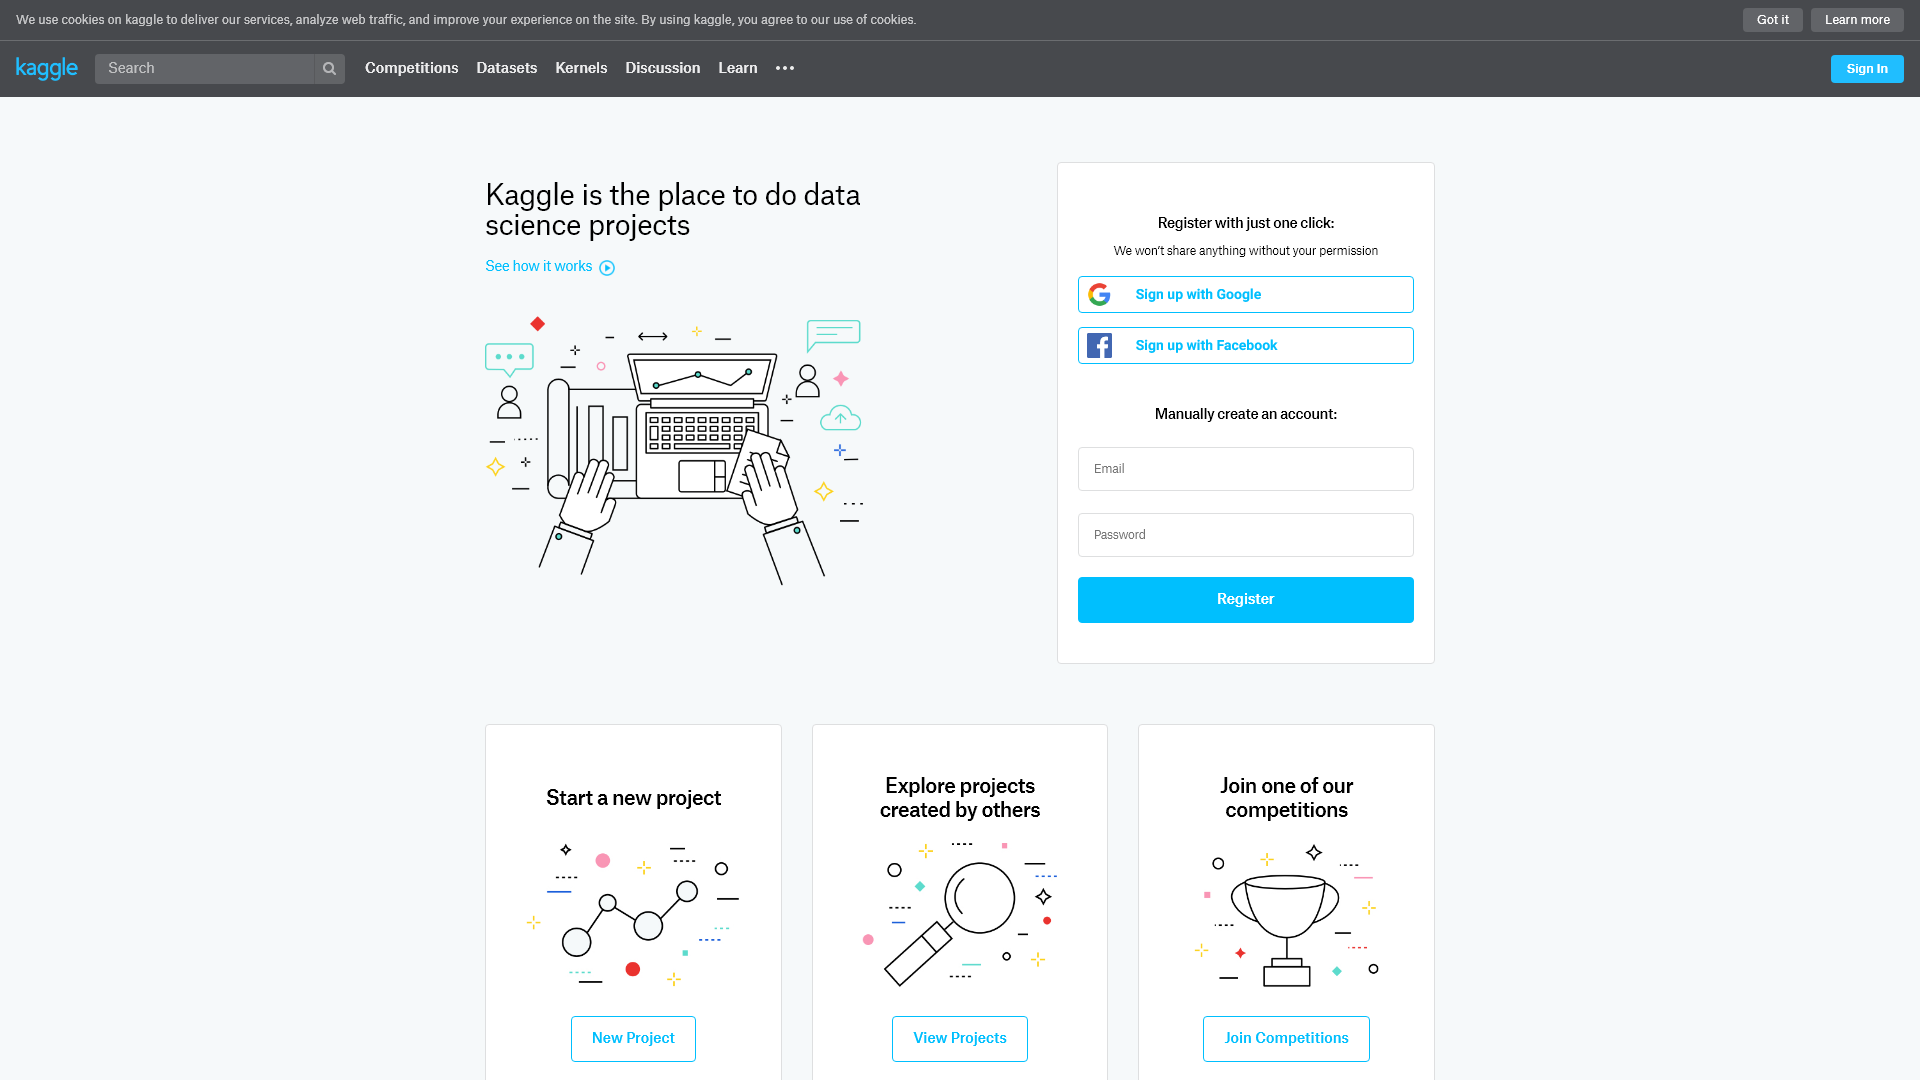 We use cookies on kaggle to deliver our services, analyze web traffic, and improve your experience on the site. By using kaggle, you agree to our use of cookies.
Got it
Learn more
kaggle
Search
Competitions
Datasets
Kernels
Discussion
Learn
Sign In
Kaggle is the place to do data
science projects
See how it works
Register with just one click:
We won't share anything without your permission
Sign up with Google
Sign up with Facebook
Manually create an account:
Email
Password
Register
Start a new project
New Project
Explore projects
created by others
View Projects
Join one of our
competitions
Join Competitions